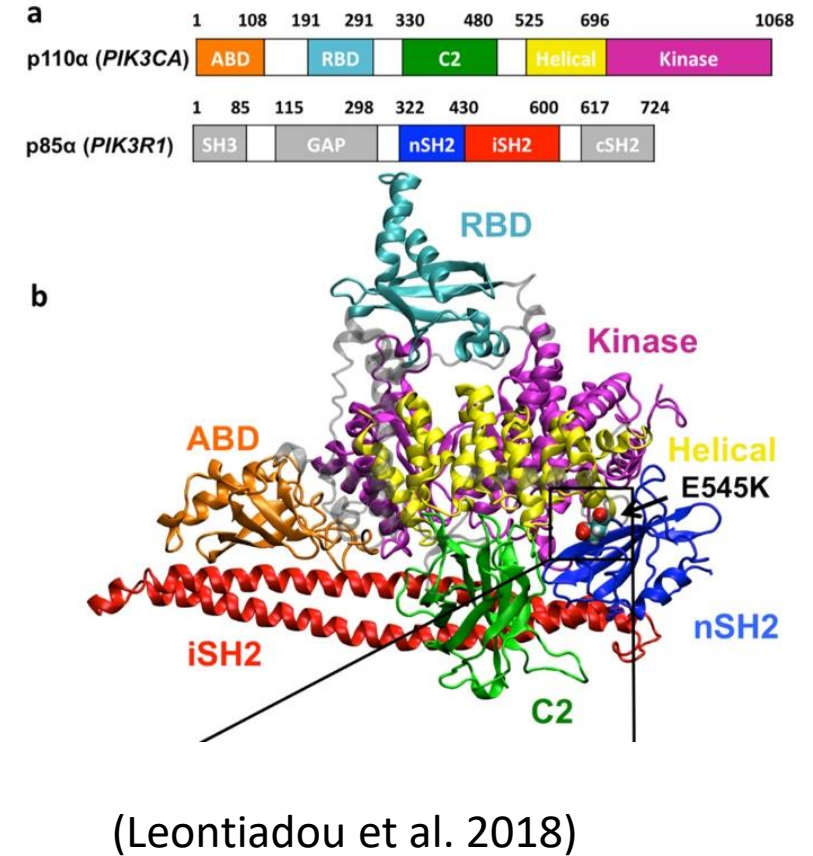 a
1 108 191 291 330 480 525 696 1068
p110α (PIK3CA) ABD RBD C2 Helical Kinase
1 85 115 298 322 430 600 617 724
p85α (PIK3R1) SH3 GAP nSH2 iSH2 cSH2
RBD
b
Kinase
ABD
Helical
E545K
nSH2
iSH2
C2
(Leontiadou et al. 2018)